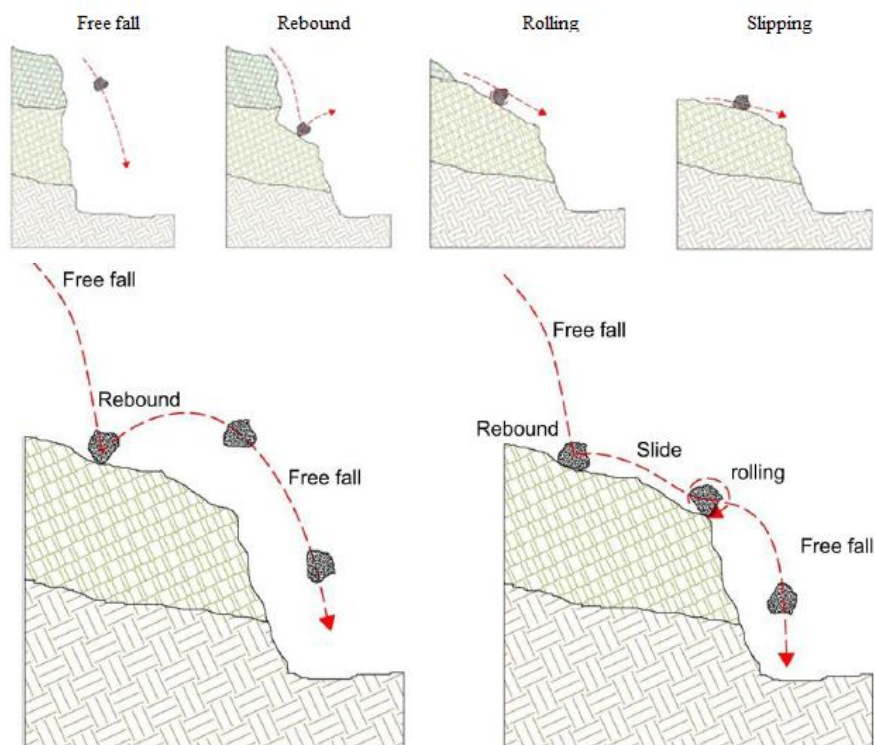 Free fall
Rebound
Rolling
Slipping
Free fall
Rebound
Free fall
Free fall
Rebound
Slide
rolling
Free fall